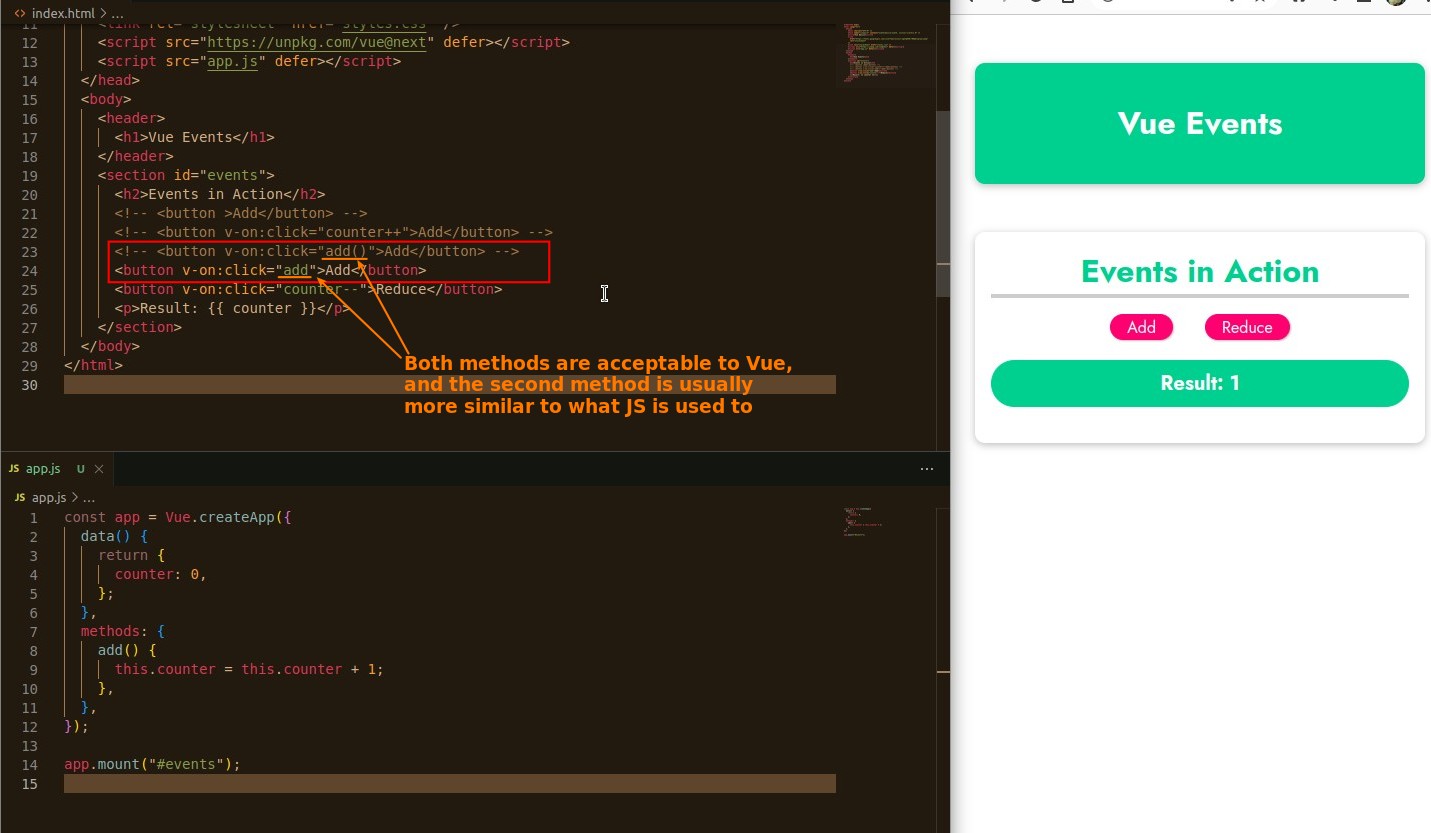 index.html > ...
11 <link rel="stylesheet" href="styles.css" />
12 <script src="https://unpkg.com/vue@next" defer></script>
13 <script src="app.js" defer></script>
14 </head>
15 <body>
16 <header>
17 <h1>Vue Events</h1>
18 </header>
19 <section id="events">
20 <h2>Events in Action</h2>
21 <!-- <button >Add</button> -->
22 <!-- <button v-on:click="counter++">Add</button> -->
23 <!-- <button v-on:click="add()">Add</button> -->
24 <button v-on:click="add">Add</button>
25 <button v-on:click="counter--">Reduce</button>
26 <p>Result: {{ counter }}</p>
27 </section>
28 </body>
29 </html>
30
Both methods are acceptable to Vue,
and the second method is usually
more similar to what JS is used to
JS app.js U ×
...
JS app.js > ...
1 const app = Vue.createApp({
2 data() {
3 return {
4 counter: 0,
5 };
6 },
7 methods: {
8 add() {
9 this.counter = this.counter + 1;
10 },
11 },
12 });
13
14 app.mount("#events");
15
Vue Events
Events in Action
Add Reduce
Result: 1